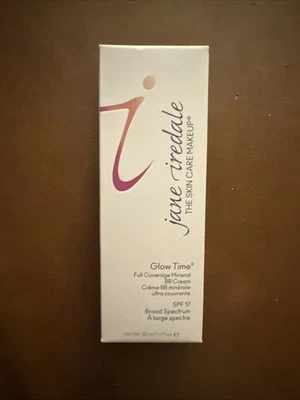 jane iredale
THE SKIN CARE MAKEUP®
Glow Time®
Full Coverage Mineral
BB Cream
Crème BB minérale
ultra couvrante
SPF 17
Broad Spectrum
À large spectre